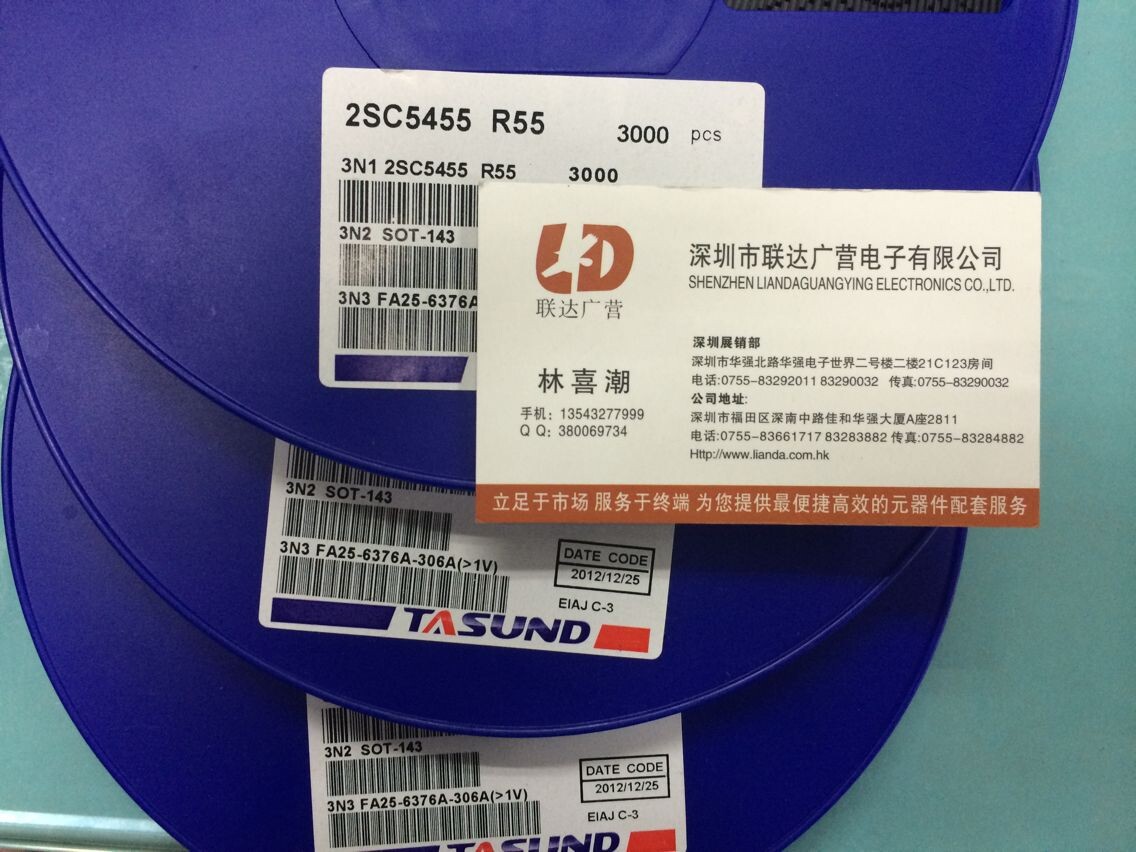 2SC5455 R55 3000 pcs
3N1 2SC5455 R55 3000
3N2 SOT-143
3N3 FA25-6376A
LD
联达广营
深圳市联达广营电子有限公司
SHENZHEN LIANDAGUANGYING ELECTRONICS CO.,LTD.
林喜潮
手机: 13543277999
Q Q: 380069734
深圳展销部
深圳市华强北路华强电子世界二号楼二楼21C123房间
电话:0755-83292011 83290032 传真:0755-83290032
公司地址:
深圳市福田区深南中路佳和华强大厦A座2811
电话:0755-83661717 83283882 传真:0755-83284882
Http://www.lianda.com.hk
立足于市场 服务于终端 为您提供最便捷高效的元器件配套服务
3N2 SOT-143
3N3 FA25-6376A-306A(>1V)
DATE CODE
2012/12/25
EIAJ C-3
TASUND
3N2 SOT-143
3N3 FA25-6376A-306A(>1V)
DATE CODE
2012/12/25
EIAJ C-3
TASUND